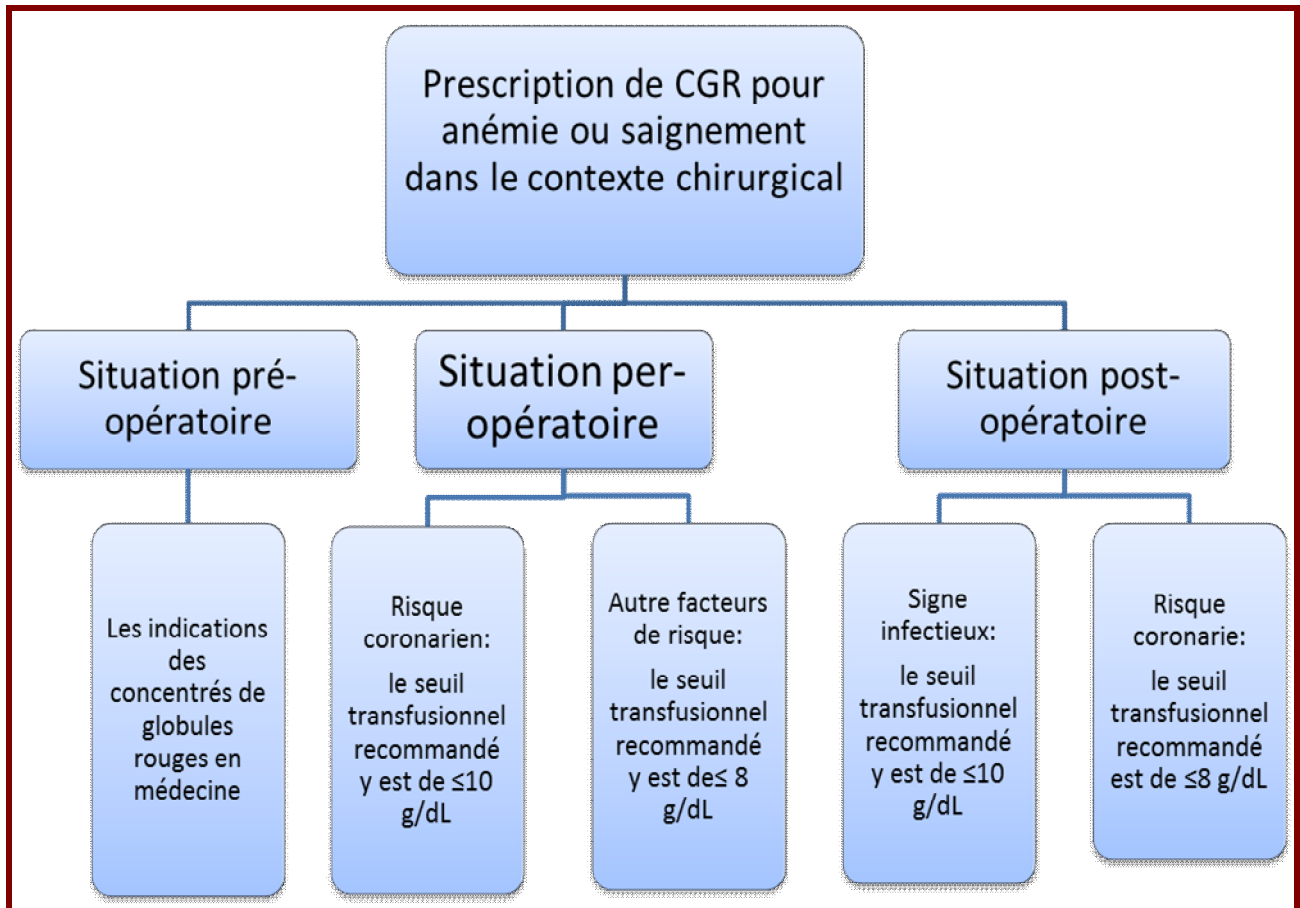 Prescription de CGR pour
anémie ou saignement
dans le contexte chirurgical
Situation pré-
opératoire
Situation per-
opératoire
Situation post-
opératoire
Les indications
des
concentrés de
globules
rouges en
médecine
Risque
coronarien:
le seuil
transfusionnel
recommandé
y est de ≤10
g/dL
Autre facteurs
de risque:
le seuil
transfusionnel
recommandé
y est de≤ 8
g/dL
Signe
infectieux:
le seuil
transfusionnel
recommandé
y est de ≤10
g/dL
Risque
coronarie:
le seuil
transfusionnel
recommandé
est de ≤8 g/dL